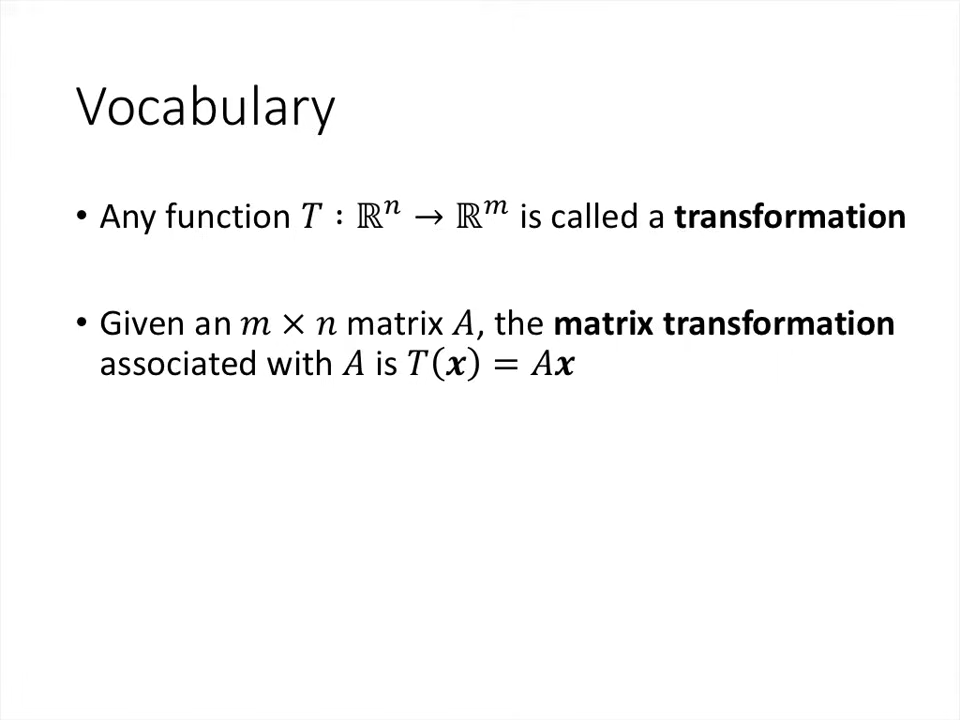 Vocabulary
• Any function 𝑇 : ℝⁿ → ℝᵐ is called a transformation
• Given an 𝑚 × 𝑛 matrix 𝐴, the matrix transformation
associated with 𝐴 is 𝑇(𝒙) = 𝐴𝒙